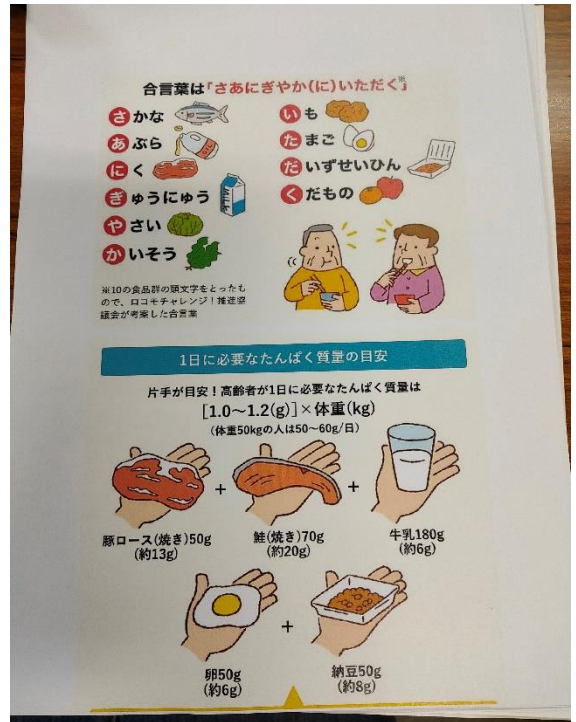 合言葉は「さあにぎやか(に)いただく」※
さかな
あぶら
にく
ぎゅうにゅう
Milk
やさい
かいそう
いも
たまご
だいずせいひん
くだもの
※10の食品群の頭文字をとったも
ので、ロコモチャレンジ！推進協
議会が考案した合言葉
1日に必要なたんぱく質量の目安
片手が目安！高齢者が1日に必要なたんぱく質量は
[1.0～1.2(g)]×体重(kg)
(体重50kgの人は50～60g/日)
+
+
豚ロース(焼き)50g
(約13g)
鮭(焼き)70g
(約20g)
牛乳180g
(約6g)
+
卵50g
(約6g)
納豆50g
(約8g)